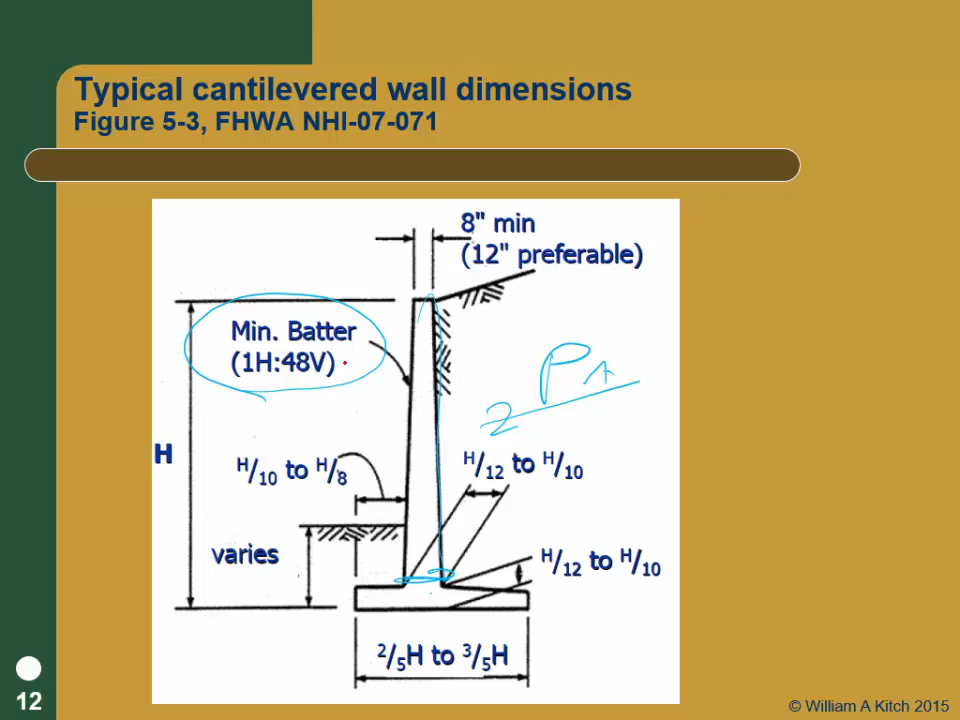 Typical cantilevered wall dimensions
Figure 5-3, FHWA NHI-07-071
8" min
(12" preferable)
Min. Batter
(1H:48V)
P_A
H
H/10 to H/8
H/12 to H/10
varies
H/12 to H/10
2/5H to 3/5H
12
© William A Kitch 2015